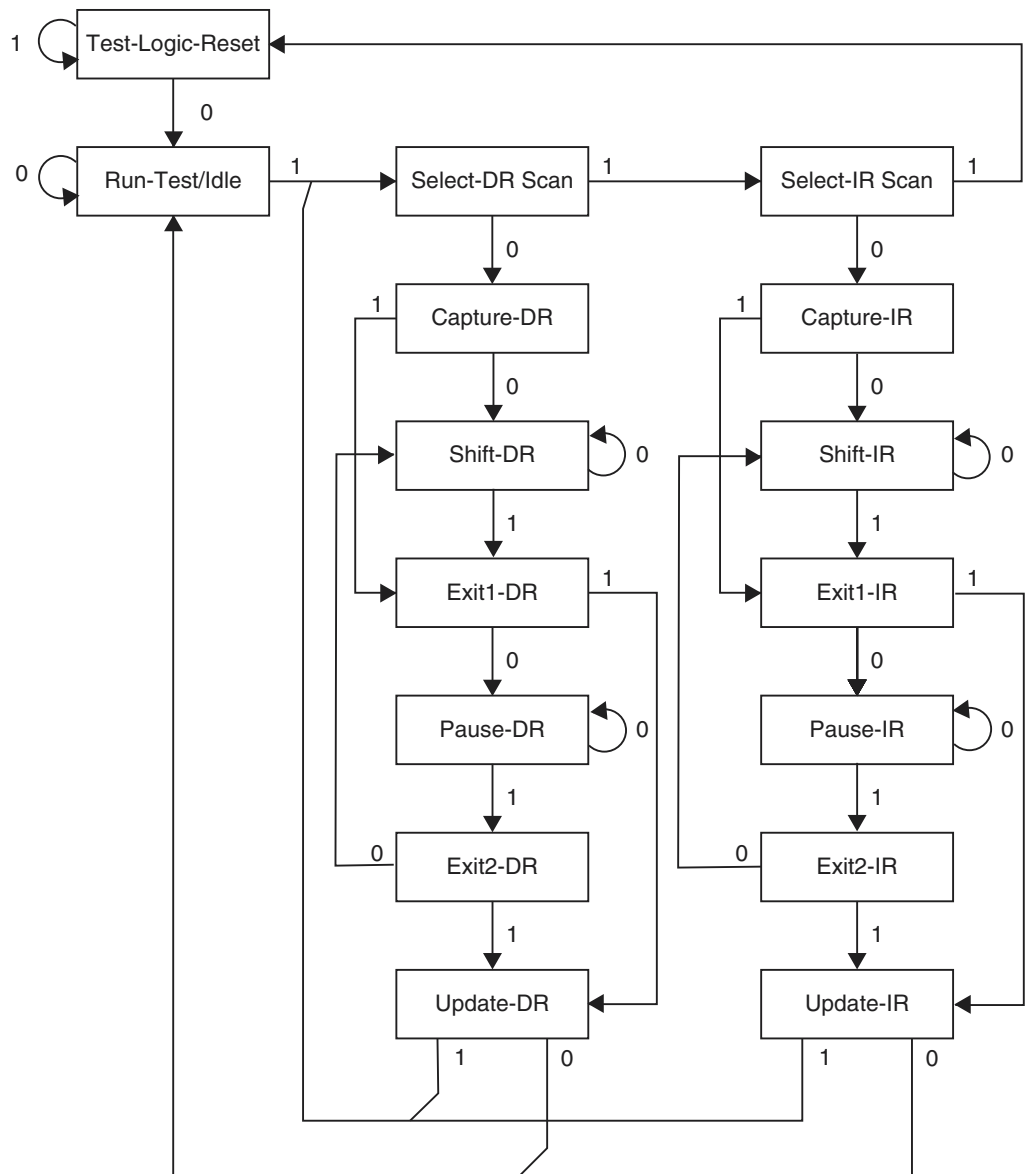 1 Test-Logic-Reset
0
0 Run-Test/Idle 1 Select-DR Scan 1 Select-IR Scan 1
0 0
1 Capture-DR 1 Capture-IR
0 0
Shift-DR 0 Shift-IR 0
1 1
Exit1-DR 1 Exit1-IR 1
0 0
Pause-DR 0 Pause-IR 0
1 1
0 Exit2-DR 0 Exit2-IR
1 1
Update-DR Update-IR
1 0 1 0